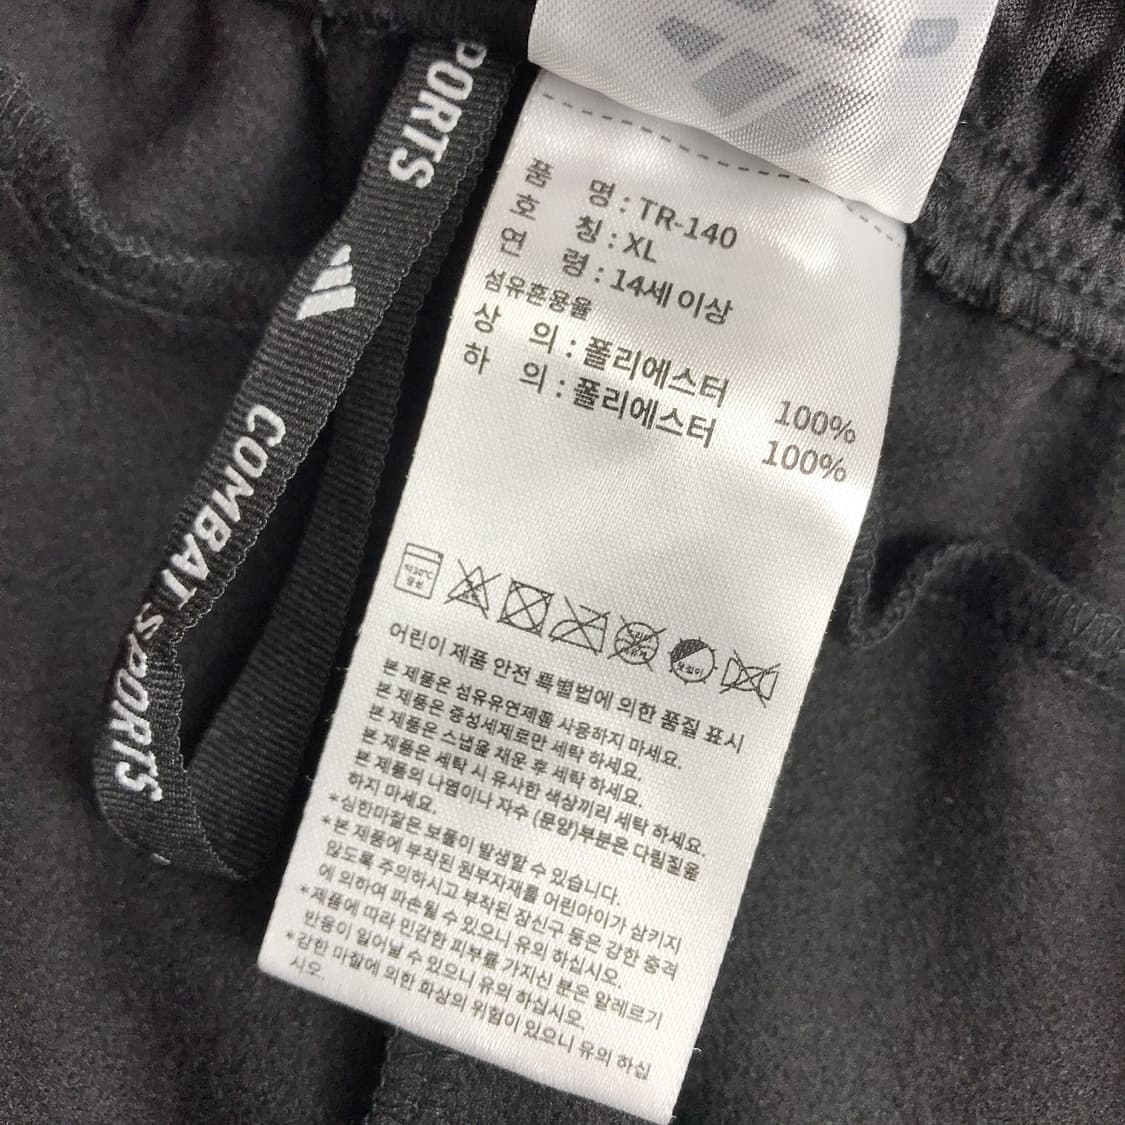 PORTS
COMBAT SPORTS
품 명 : TR-140
호 칭 : XL
연 령 : 14세 이상
섬유혼용율
상 의 : 폴리에스터 100%
하 의 : 폴리에스터 100%
약30℃
중성
옷걸이
어린이 제품 안전 특별법에 의한 품질 표시
본 제품은 섬유유연제를 사용하지 마세요.
본 제품은 중성세제로만 세탁 하세요.
본 제품은 스냅을 채운 후 세탁 하세요.
본 제품은 세탁 시 유사한 색상끼리 세탁 하세요.
본 제품의 나염이나 자수 (문양)부분은 다림질을
하지 마세요.
*심한마찰은 보풀이 발생할 수 있습니다.
*본 제품에 부착된 원부자재를 어린아이가 삼키지
않도록 주의하시고 부착된 장신구 등은 강한 충격
에 의하여 파손될 수 있으니 유의 하십시오.
*제품에 따라 민감한 피부를 가지신 분은 알레르기
반응이 일어날 수 있으니 유의 하십시오.
*강한 마찰에 의한 화상의 위험이 있으니 유의 하십
시오.